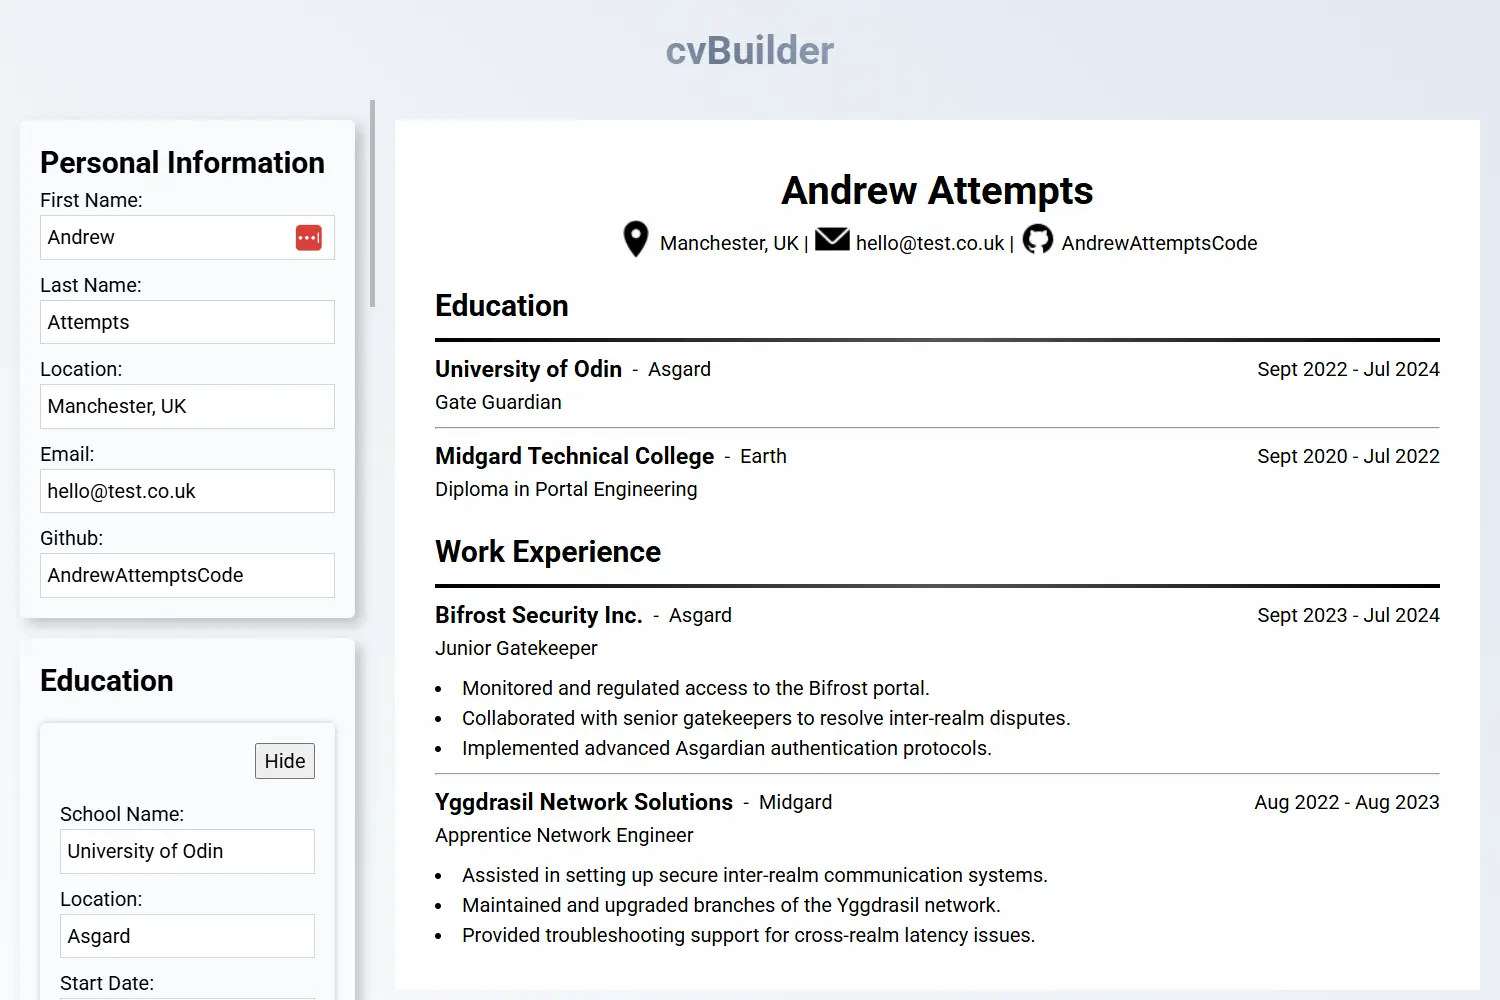 cvBuilder
Personal Information
First Name:
Andrew
Last Name:
Attempts
Location:
Manchester, UK
Email:
hello@test.co.uk
Github:
AndrewAttemptsCode
Education
Hide
School Name:
University of Odin
Location:
Asgard
Start Date:
Andrew Attempts
Manchester, UK | hello@test.co.uk | AndrewAttemptsCode
Education
University of Odin - Asgard Sept 2022 - Jul 2024
Gate Guardian
Midgard Technical College - Earth Sept 2020 - Jul 2022
Diploma in Portal Engineering
Work Experience
Bifrost Security Inc. - Asgard Sept 2023 - Jul 2024
Junior Gatekeeper
• Monitored and regulated access to the Bifrost portal.
• Collaborated with senior gatekeepers to resolve inter-realm disputes.
• Implemented advanced Asgardian authentication protocols.
Yggdrasil Network Solutions - Midgard Aug 2022 - Aug 2023
Apprentice Network Engineer
• Assisted in setting up secure inter-realm communication systems.
• Maintained and upgraded branches of the Yggdrasil network.
• Provided troubleshooting support for cross-realm latency issues.